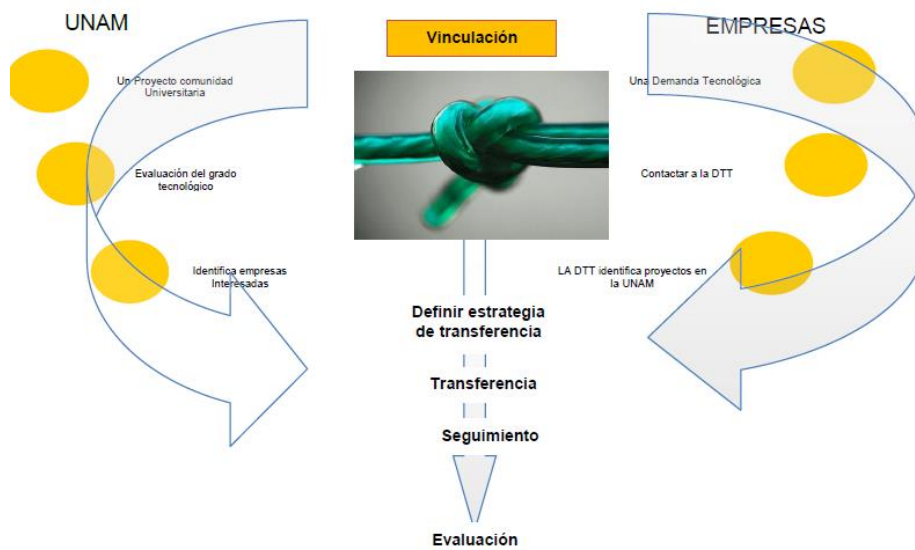 UNAM
Un Proyecto comunidad
Universitaria
Evaluación del grado
tecnológico
Identifica empresas
Interesadas
Vinculación
Definir estrategia
de transferencia
Transferencia
Seguimiento
Evaluación
EMPRESAS
Una Demanda Tecnológica
Contactar a la DTT
LA DTT identifica proyectos en
la UNAM